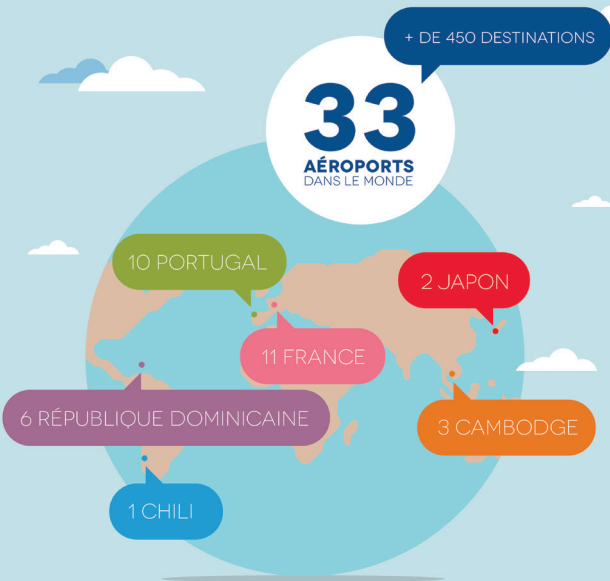 + DE 450 DESTINATIONS
33
AÉROPORTS
DANS LE MONDE
10 PORTUGAL
2 JAPON
11 FRANCE
6 RÉPUBLIQUE DOMINICAINE
3 CAMBODGE
1 CHILI